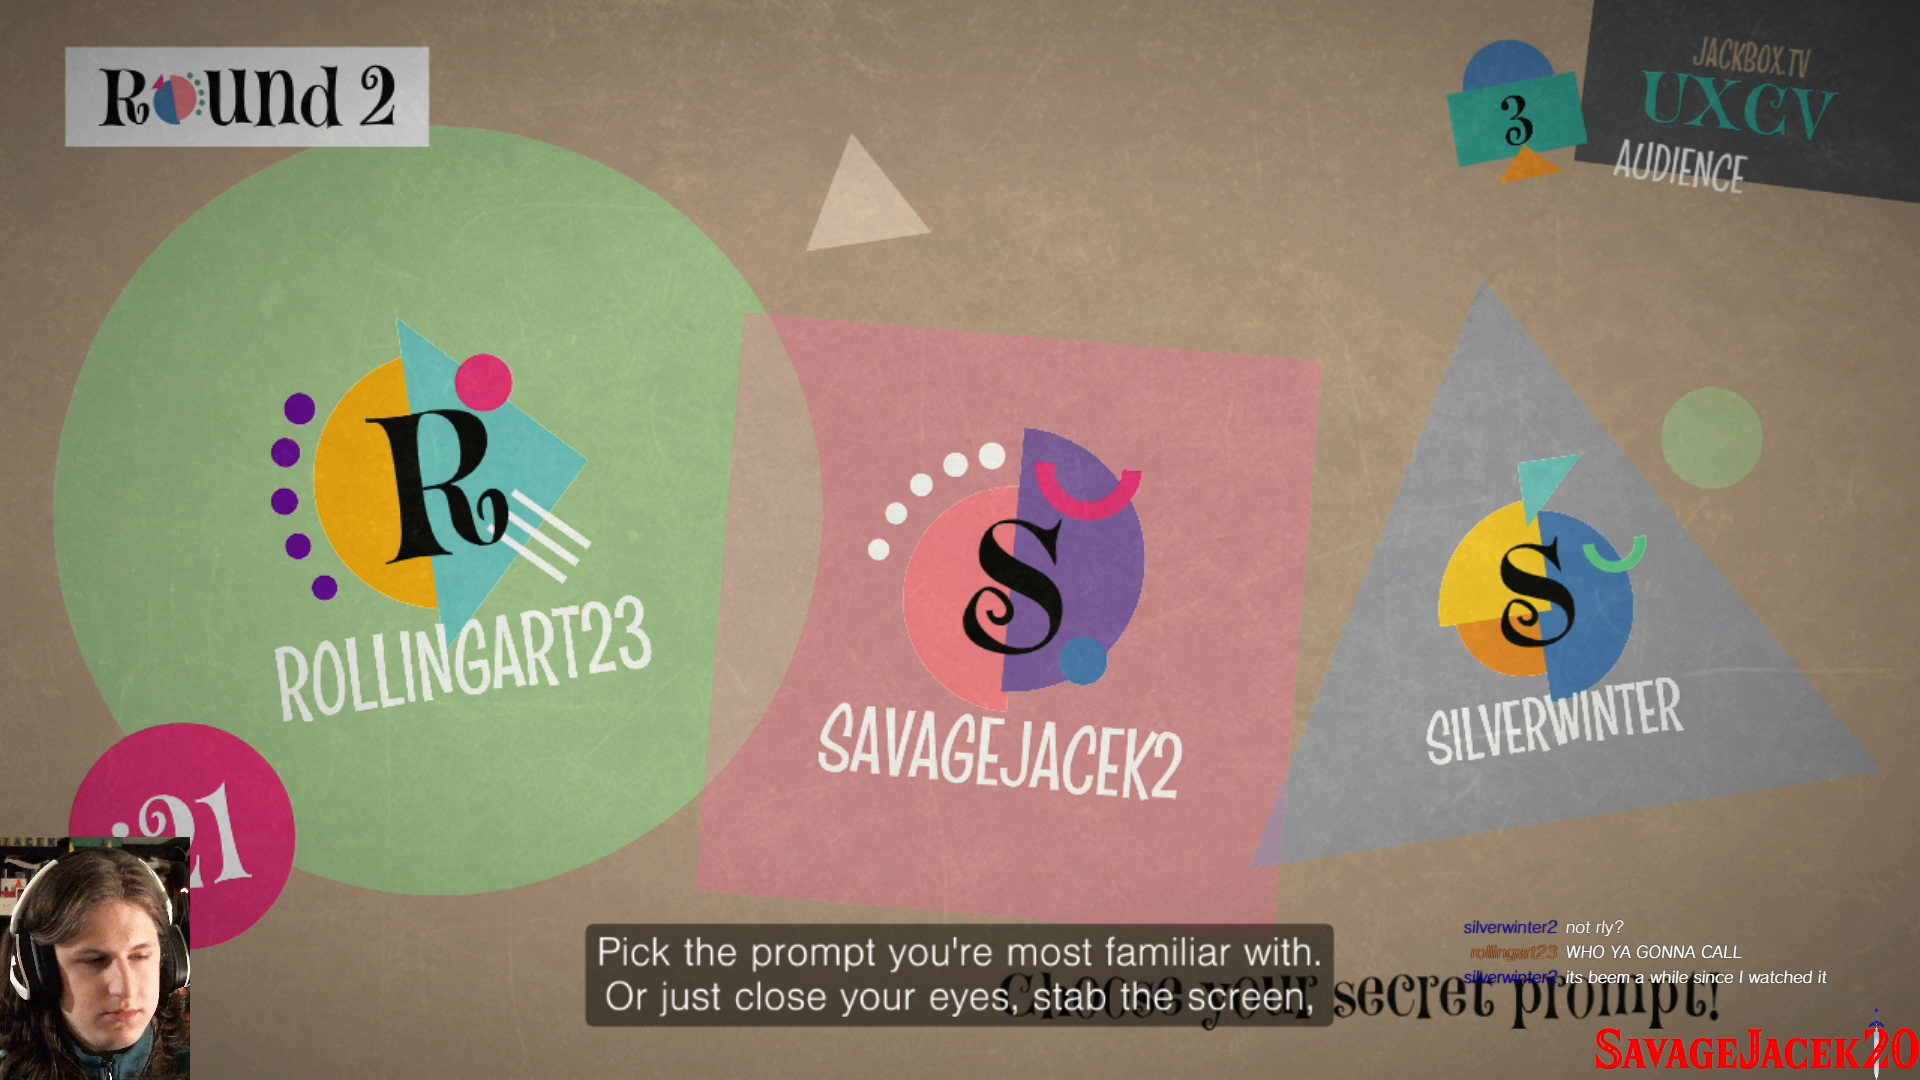 Round 2
JACKBOX.TV
UXCV
AUDIENCE
3
R
ROLLINGART23
S
SAVAGEJACEK2
S
SILVERWINTER
:21
JACEK
Pick the prompt you're most familiar with.
Or just close your eyes, stab the screen,
Choose your secret prompt!
silverwinter2 not rly?
rollingart23 WHO YA GONNA CALL
silverwinter2 its beem a while since I watched it
SAVAGEJACEK20